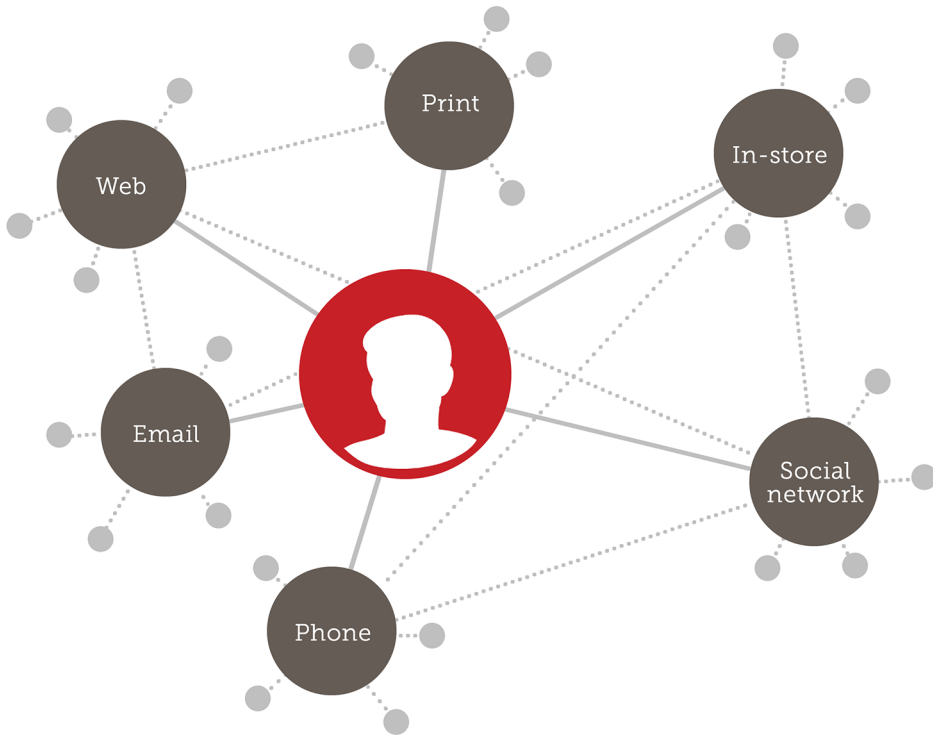 Print
In-store
Web
Email
Social
network
Phone